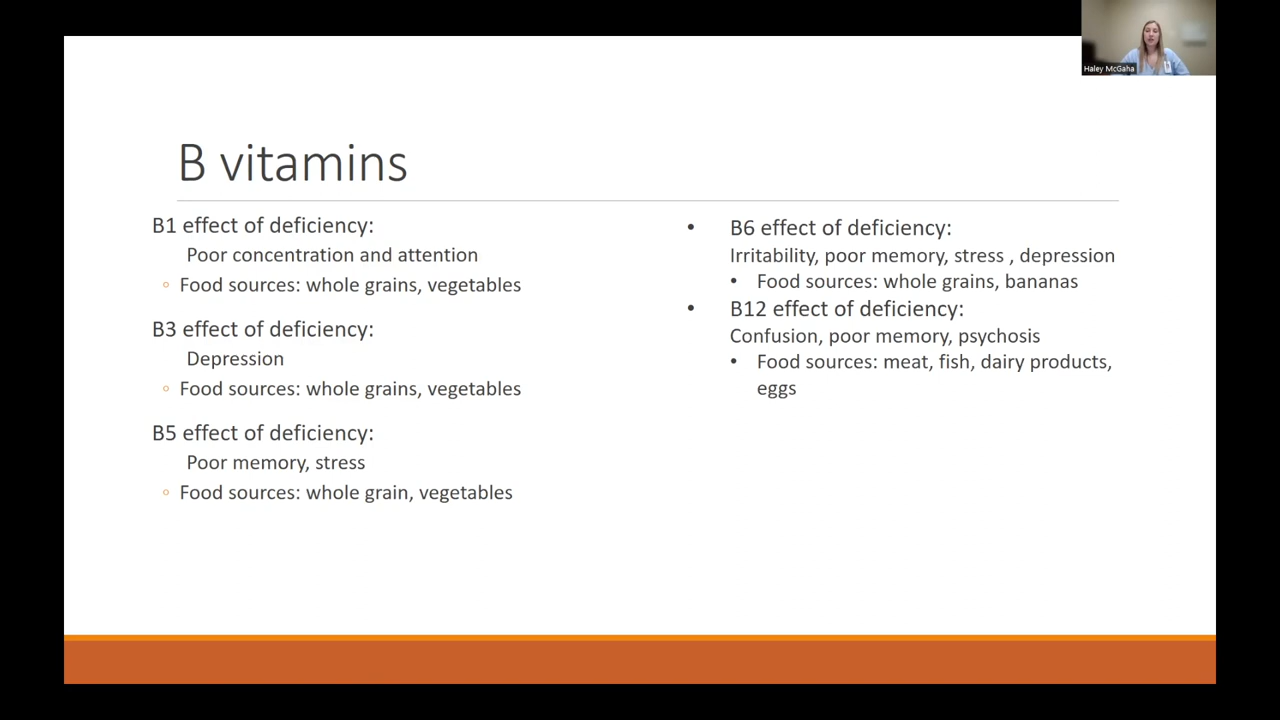 Haley McGaha
B vitamins
B1 effect of deficiency:
Poor concentration and attention
◦ Food sources: whole grains, vegetables
B3 effect of deficiency:
Depression
◦ Food sources: whole grains, vegetables
B5 effect of deficiency:
Poor memory, stress
◦ Food sources: whole grain, vegetables
• B6 effect of deficiency:
Irritability, poor memory, stress , depression
• Food sources: whole grains, bananas
• B12 effect of deficiency:
Confusion, poor memory, psychosis
• Food sources: meat, fish, dairy products,
eggs